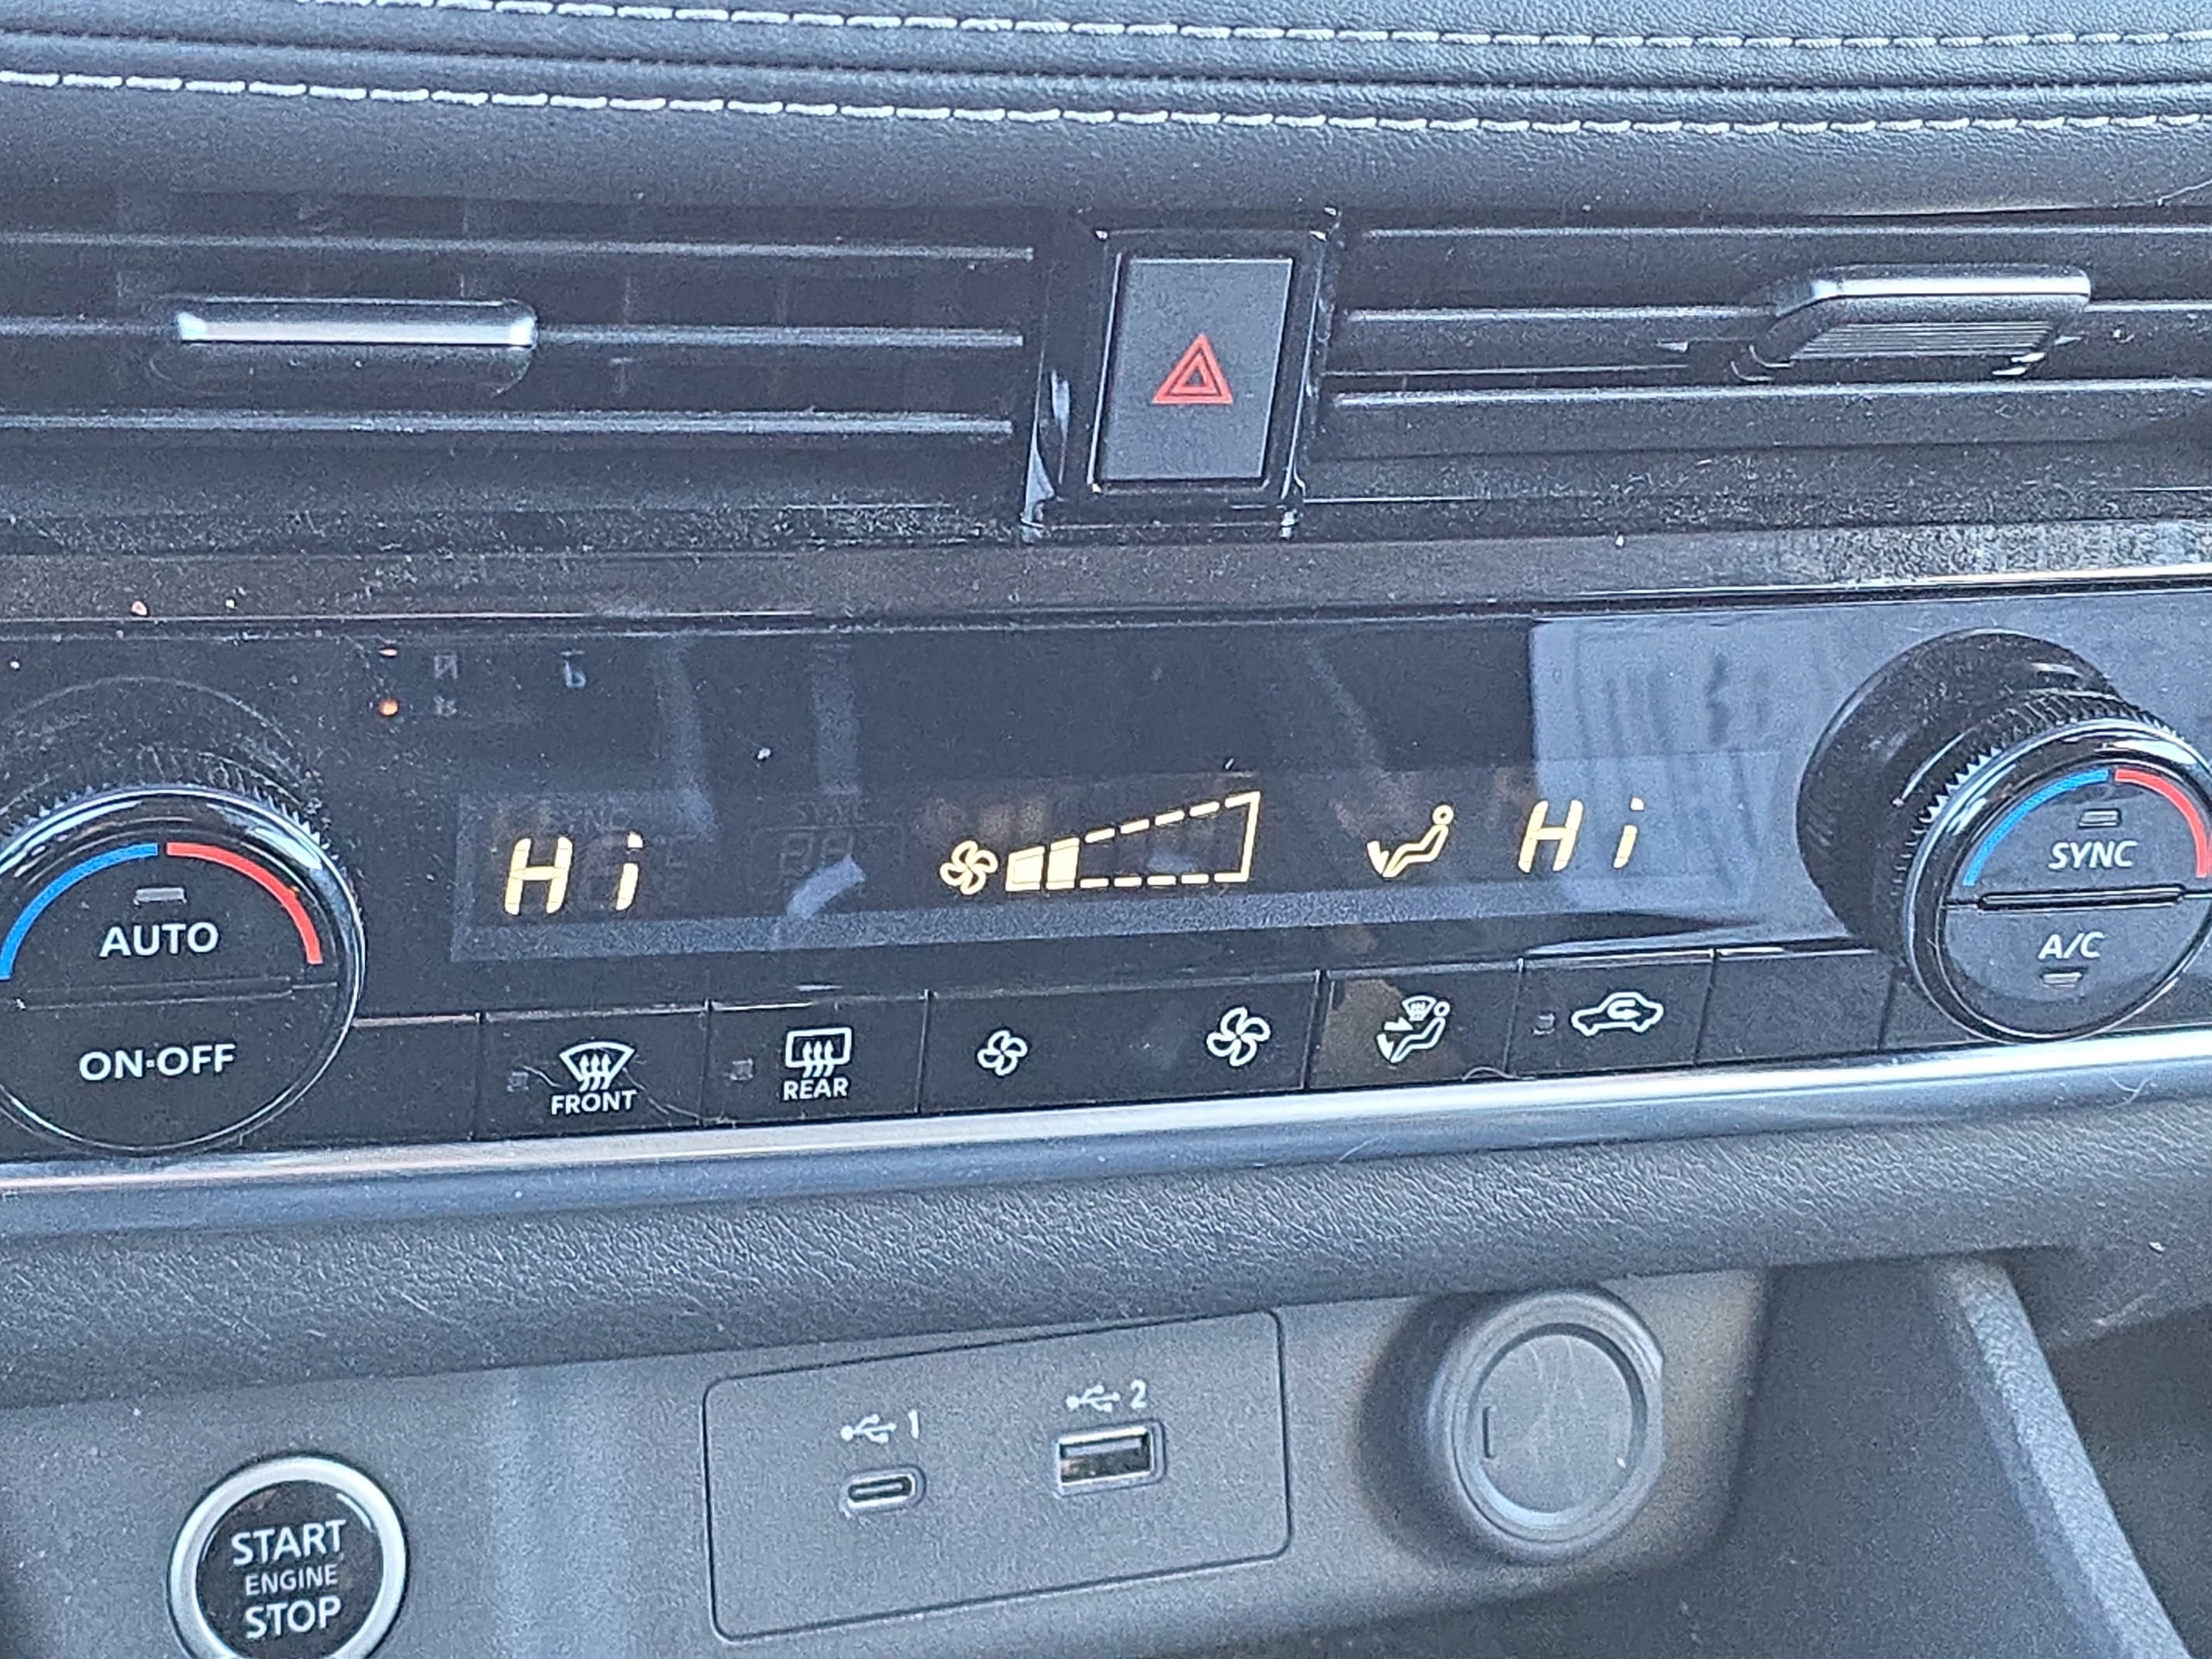 Hi
Hi
SYNC
AUTO
A/C
ON·OFF
FRONT
REAR
1
2
START
ENGINE
STOP